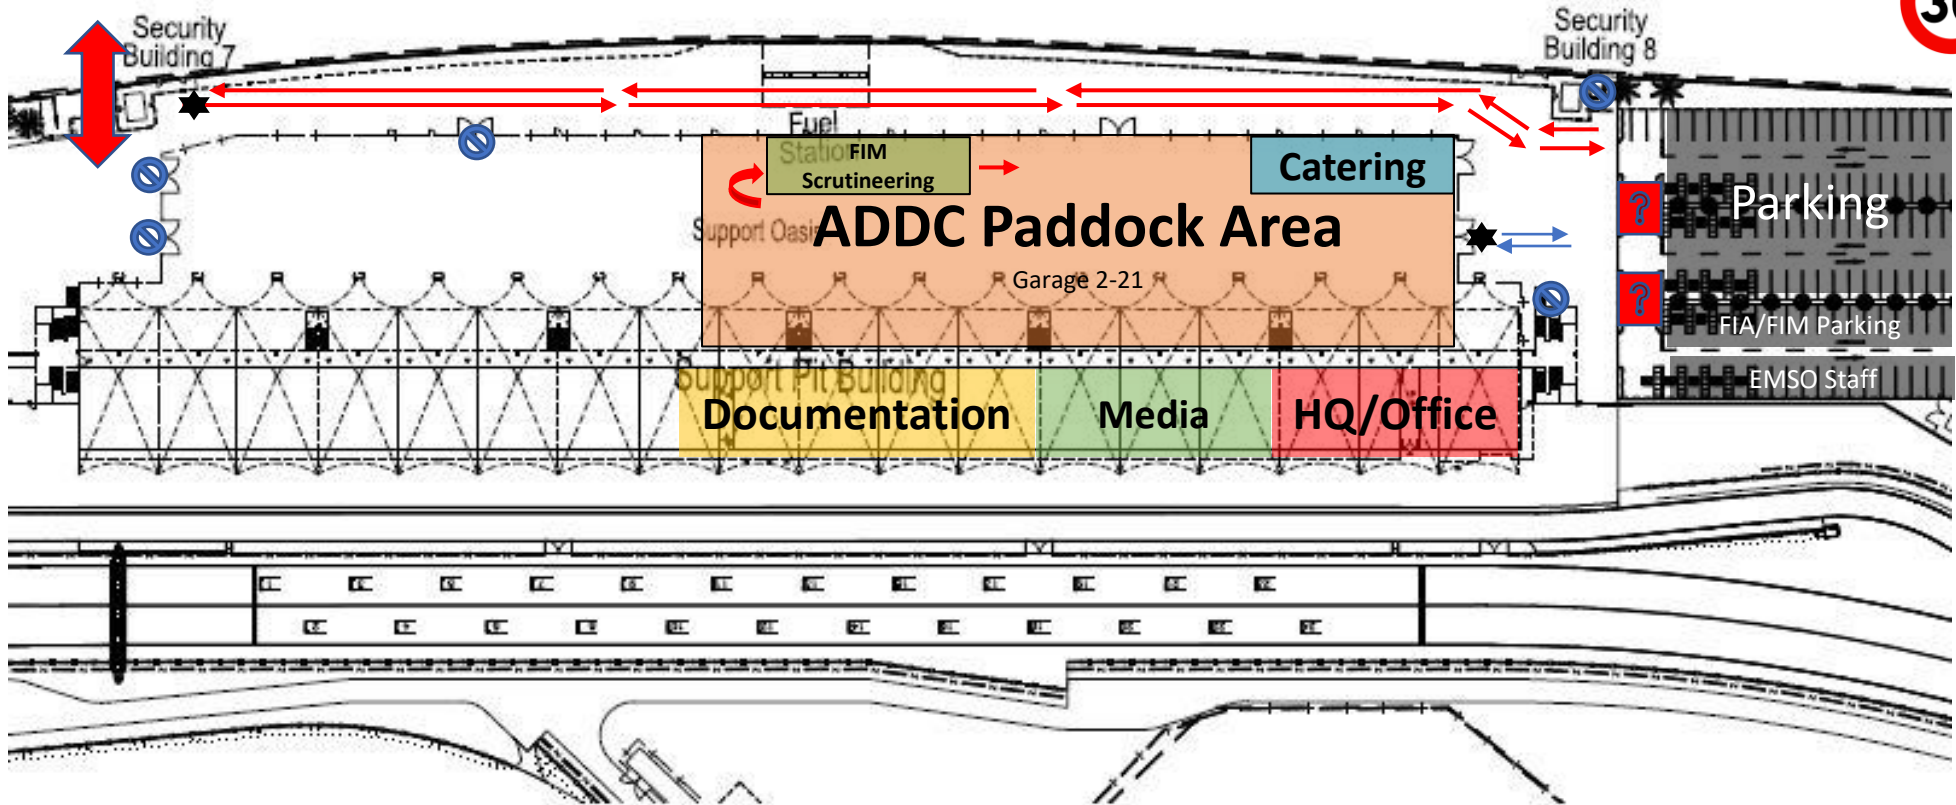 Security
Building 7
Security
Building 8
Fuel
Station
FIM
Scrutineering
Catering
Parking
Support Oasis
ADDC Paddock Area
Garage 2-21
?
?
FIA/FIM Parking
EMSO Staff
Support Pit Building
Documentation
Media
HQ/Office